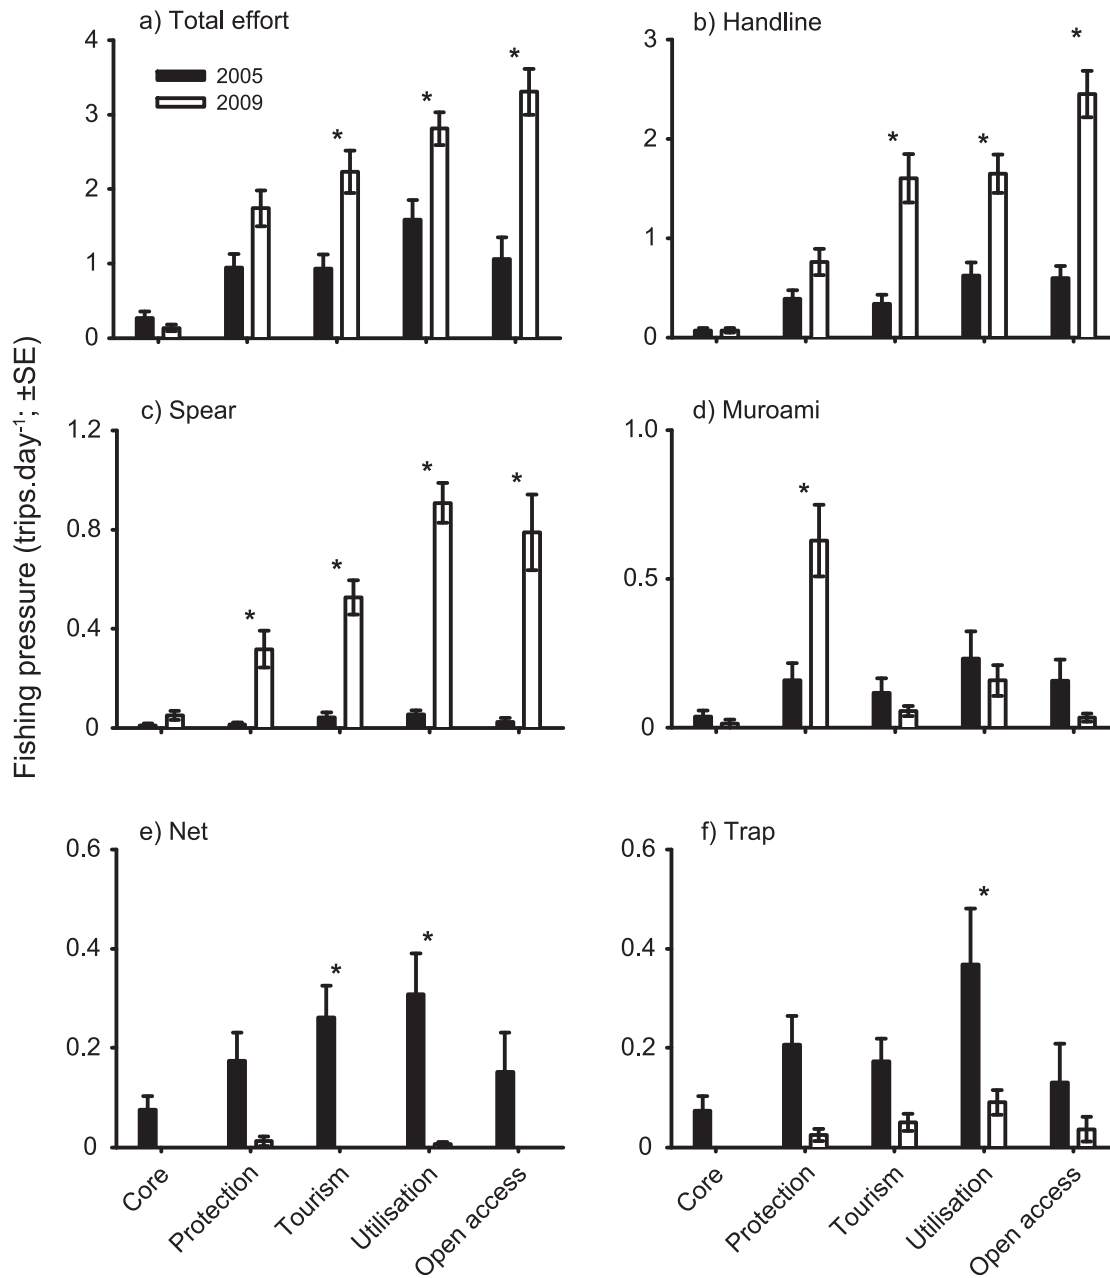 a) Total effort
b) Handline
4
3
2
1
0
2005
2009
*
*
*
3
2
1
0
*
*
*
Fishing pressure (trips.day⁻¹; ±SE)
c) Spear
d) Muroami
1.2
0.8
0.4
0
*
*
*
*
1.0
0.5
0
*
e) Net
f) Trap
0.6
0.4
0.2
0
*
*
0.6
0.4
0.2
0
*
Core
Protection
Tourism
Utilisation
Open access
Core
Protection
Tourism
Utilisation
Open access